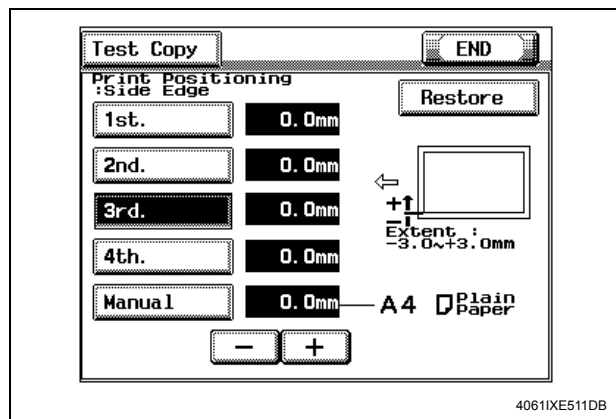 Test Copy END
Print Positioning
:Side Edge
Restore
1st. 0.0mm
2nd. 0.0mm
3rd. 0.0mm
+
-
Extent :
-3.0~+3.0mm
4th. 0.0mm
Manual 0.0mm A4 Plain
Paper
- +
4061IXE511DB